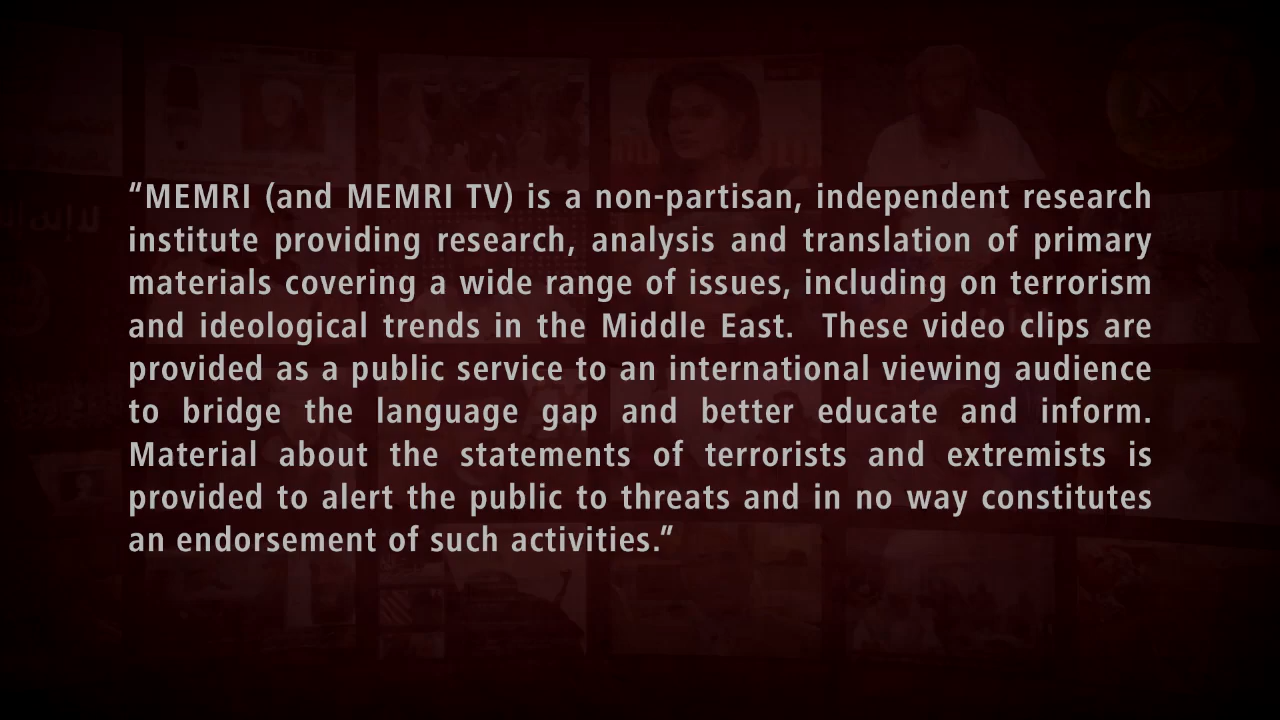 “MEMRI (and MEMRI TV) is a non-partisan, independent research
institute providing research, analysis and translation of primary
materials covering a wide range of issues, including on terrorism
and ideological trends in the Middle East.  These video clips are
provided as a public service to an international viewing audience
to bridge the language gap and better educate and inform.
Material about the statements of terrorists and extremists is
provided to alert the public to threats and in no way constitutes
an endorsement of such activities.”